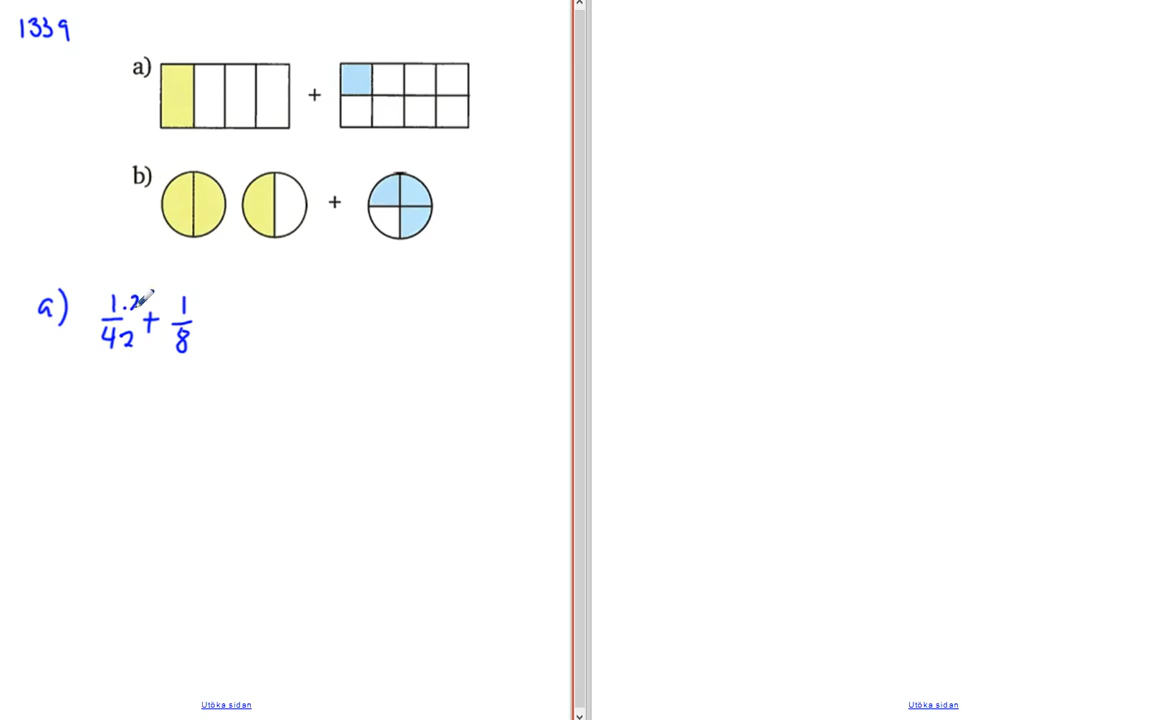 1339
a) +
b) +
a) 1·2/42 + 1/8
Utöka sidan Utöka sidan